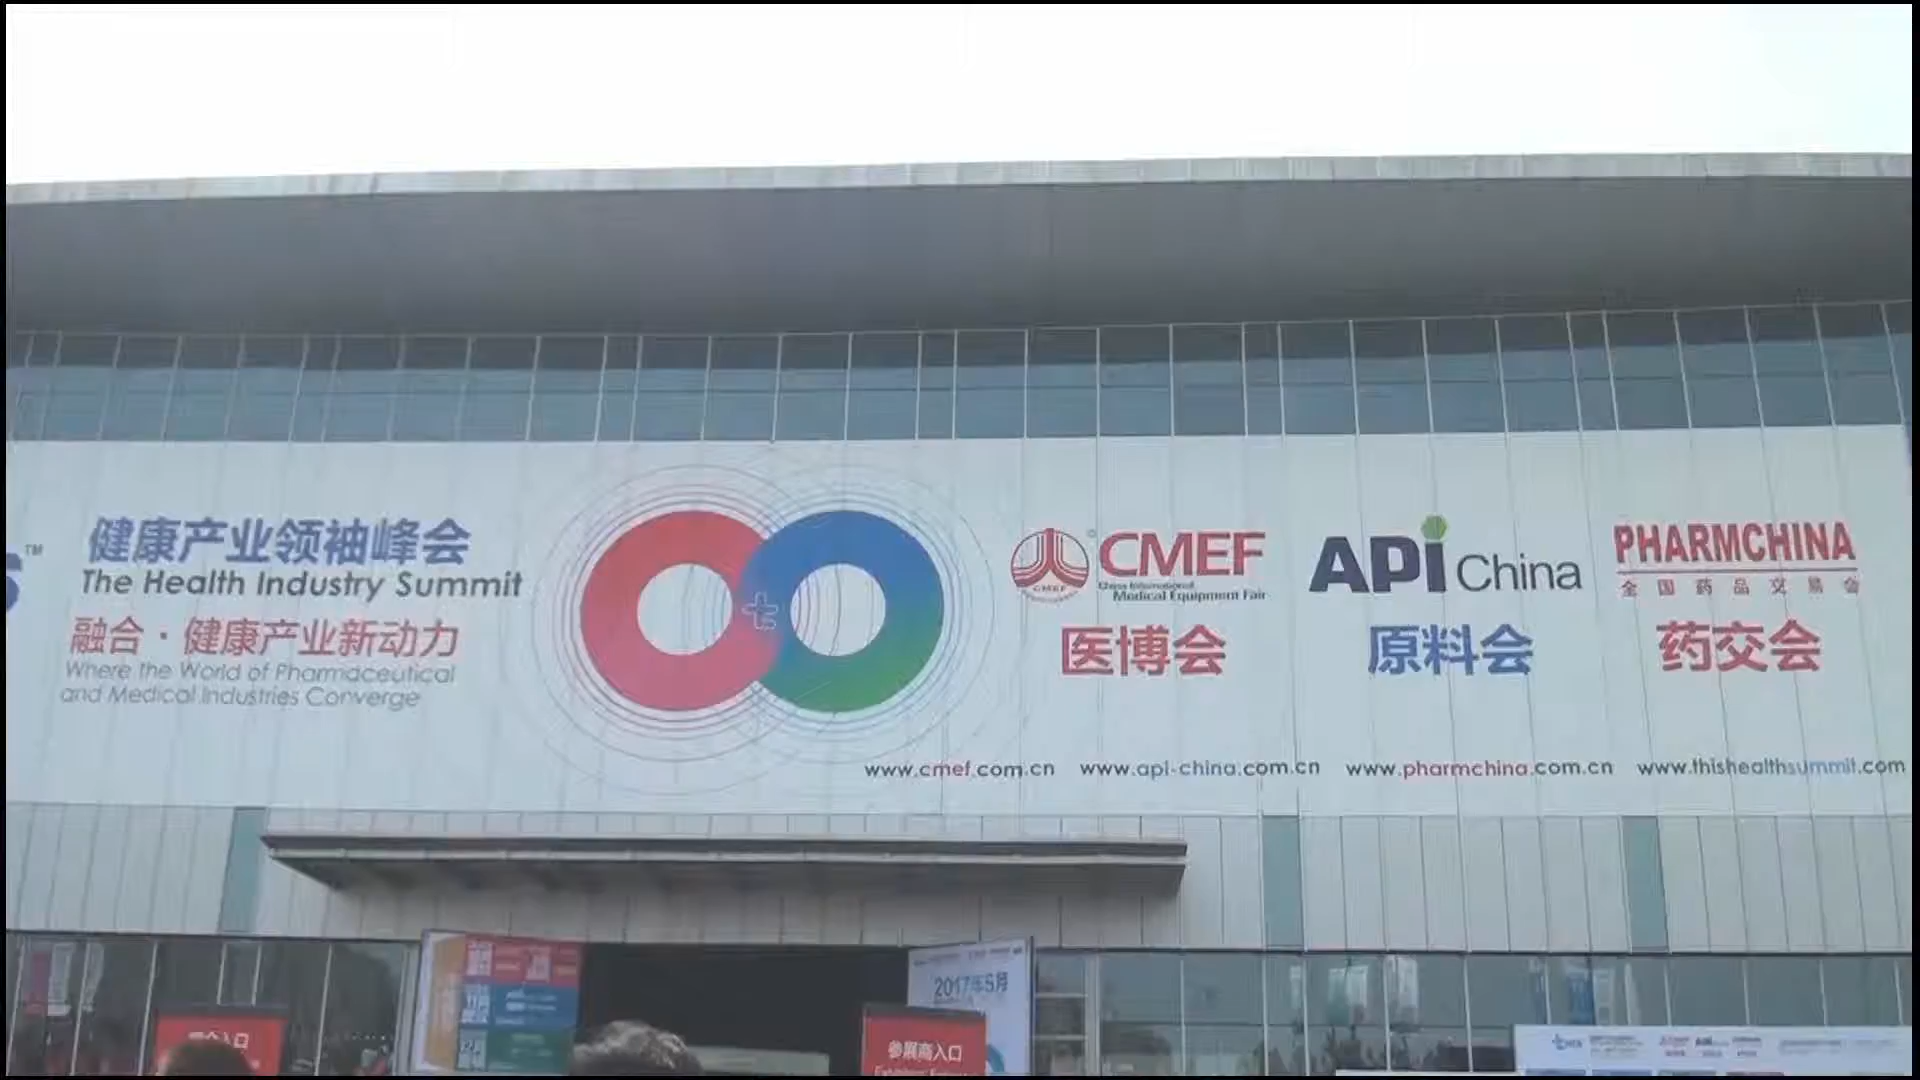 TM
健康产业领袖峰会
The Health Industry Summit
融合·健康产业新动力
Where the World of Pharmaceutical
and Medical Industries Converge
t
CMEF
CMEF
China International
Medical Equipment Fair
医博会
APi China
原料会
PHARMCHINA
全国药品交易会
药交会
www.cmef.com.cn
www.api-china.com.cn
www.pharmchina.com.cn
www.thishealthsummit.com
2017年5月
参展商入口
CMEF